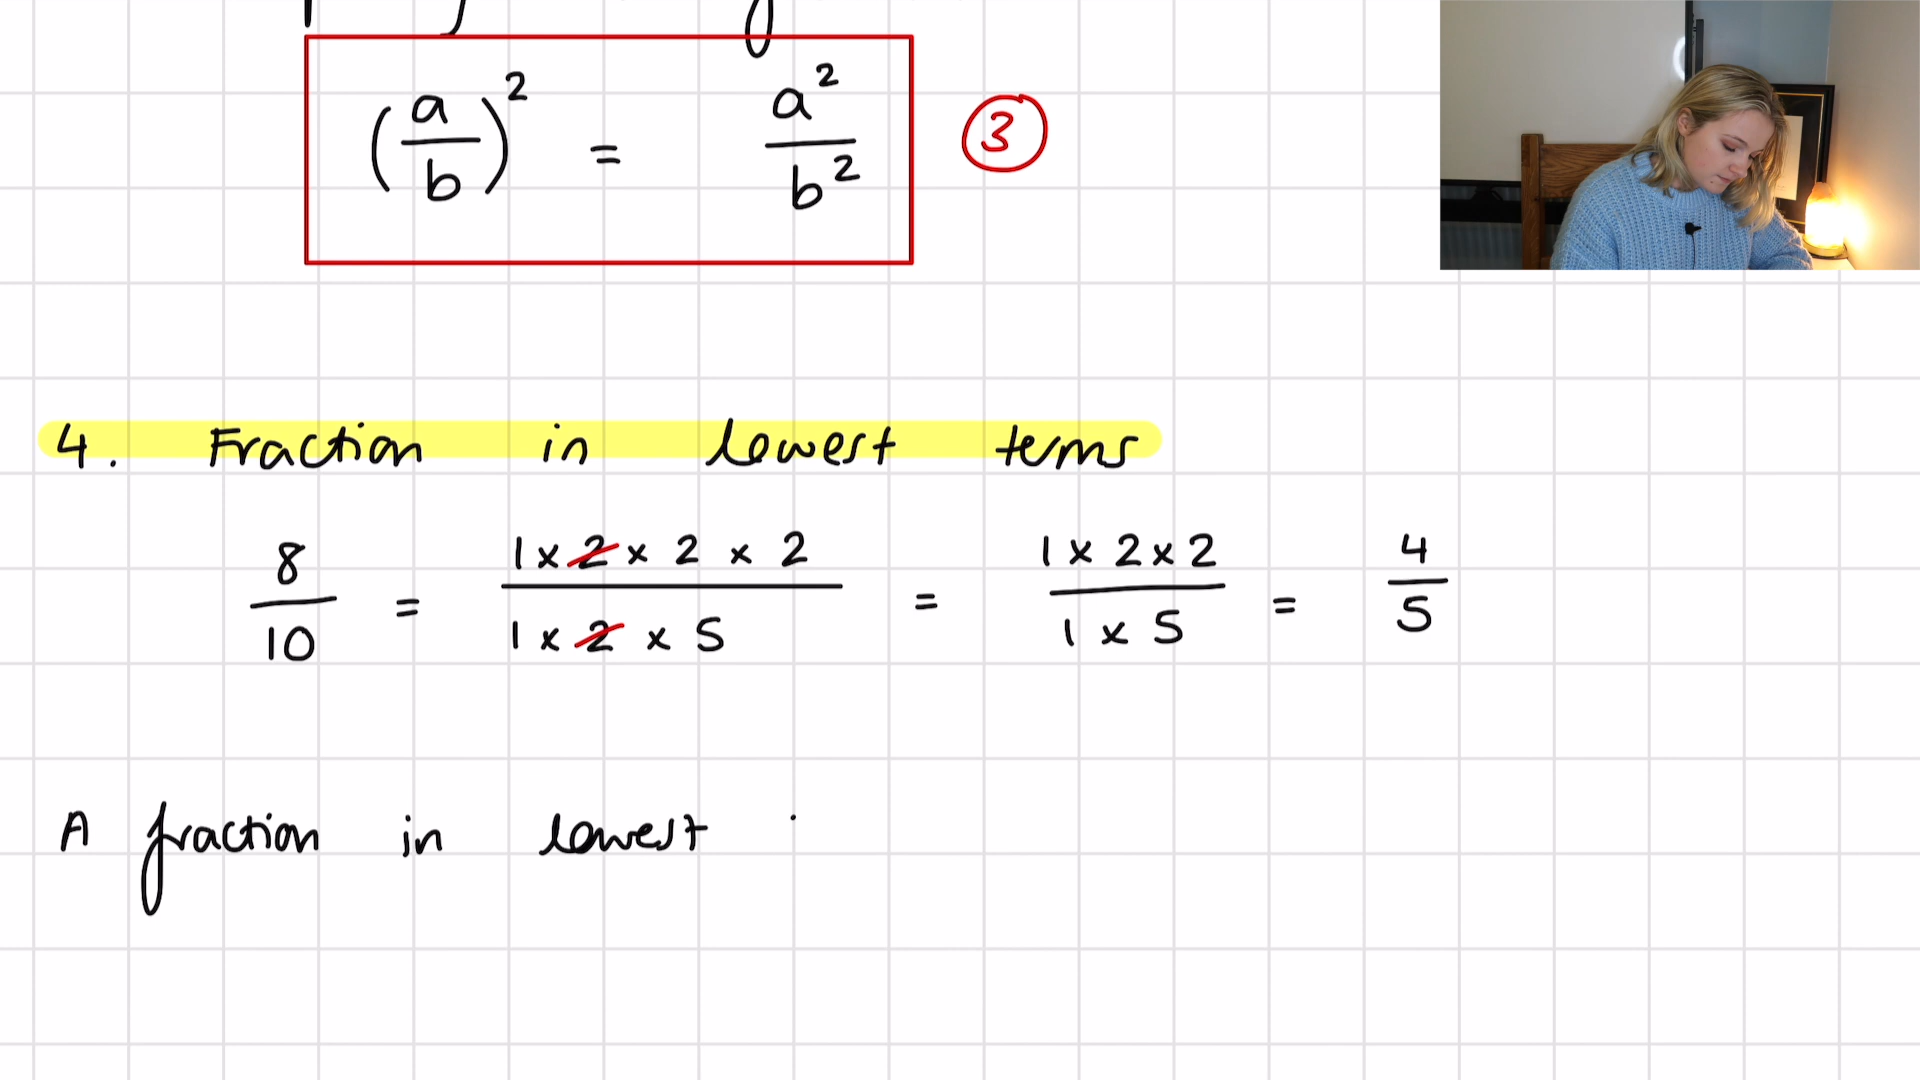 (a/b)² = a²/b² ③
4. Fraction in lowest terms
8/10 = 1 x 2 x 2 x 2 / 1 x 2 x 5 = 1 x 2 x 2 / 1 x 5 = 4/5
A fraction in lowest